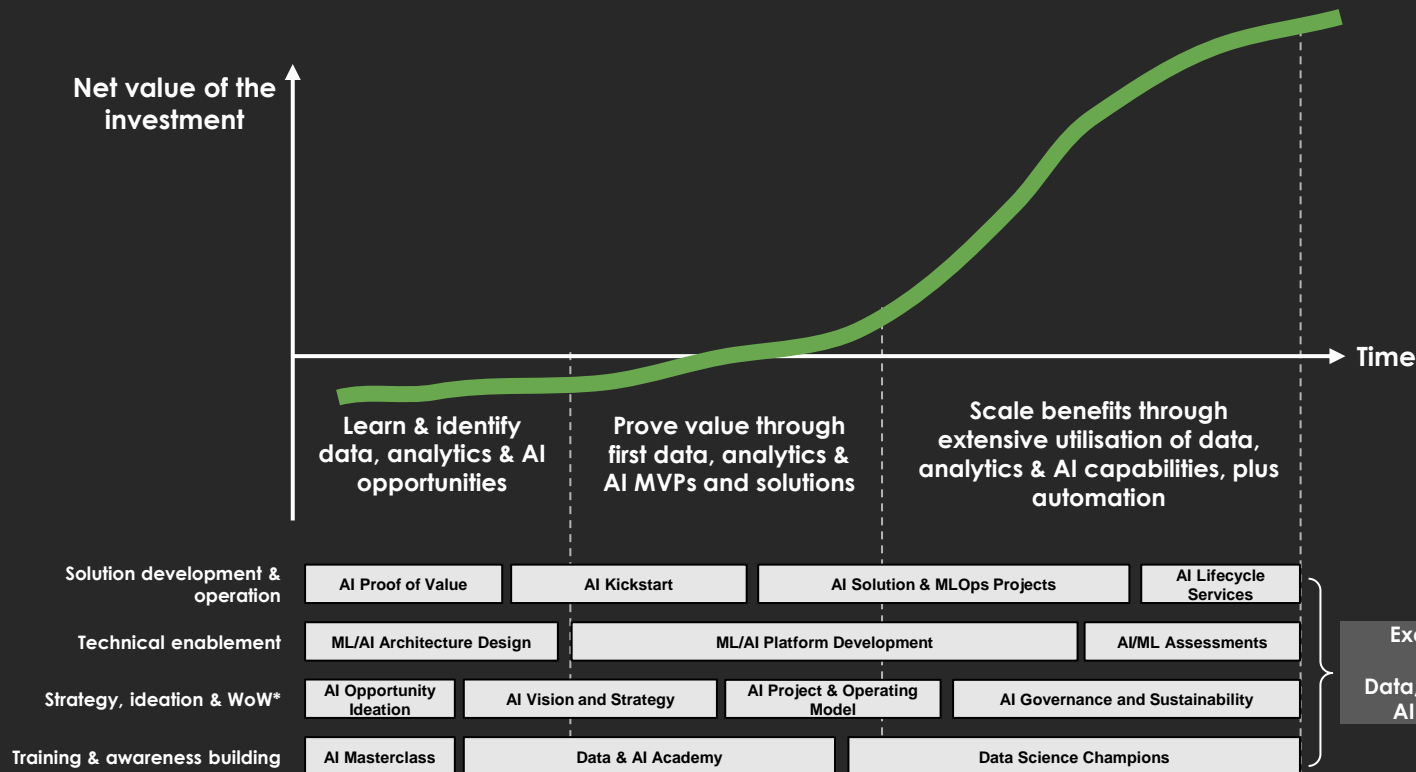 Net value of the
investment
Time
Learn & identify
data, analytics & AI
opportunities
Prove value through
first data, analytics &
AI MVPs and solutions
Scale benefits through
extensive utilisation of data,
analytics & AI capabilities, plus
automation
Solution development &
operation
AI Proof of Value
AI Kickstart
AI Solution & MLOps Projects
AI Lifecycle
Services
Technical enablement
ML/AI Architecture Design
ML/AI Platform Development
AI/ML Assessments
Exa
Data,
AI
Strategy, ideation & WoW*
AI Opportunity
Ideation
AI Vision and Strategy
AI Project & Operating
Model
AI Governance and Sustainability
Training & awareness building
AI Masterclass
Data & AI Academy
Data Science Champions